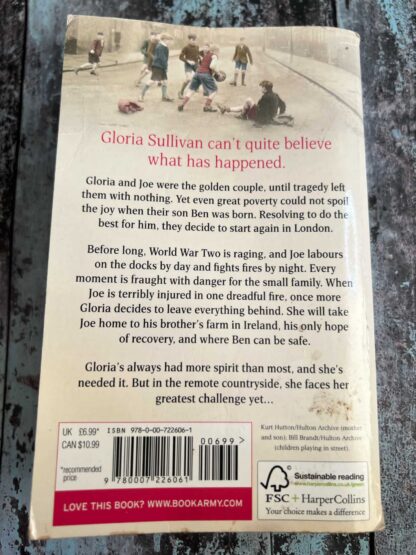 Gloria Sullivan can't quite believe
what has happened.
Gloria and Joe were the golden couple, until tragedy left
them with nothing. Yet even great poverty could not spoil
the joy when their son Ben was born. Resolving to do the
best for him, they decide to start again in London.
Before long, World War Two is raging, and Joe labours
on the docks by day and fights fires by night. Every
moment is fraught with danger for the small family. When
Joe is terribly injured in one dreadful fire, once more
Gloria decides to leave everything behind. She will take
Joe home to his brother's farm in Ireland, his only hope
of recovery, and where Ben can be safe.
Gloria's always had more spirit than most, and she's
needed it. But in the remote countryside, she faces her
greatest challenge yet…
Kurt Hutton/Hulton Archive (mother
and son); Bill Brandt/Hulton Archive
(children playing in street).
UK £6.99*
CAN $10.99
*recommended
price
ISBN 978-0-00-722606-1
00699>
9 780007 226061
Sustainable reading
www.harpercollins.co.uk/green
FSC + HarperCollins
Your choice makes a difference
LOVE THIS BOOK? WWW.BOOKARMY.COM